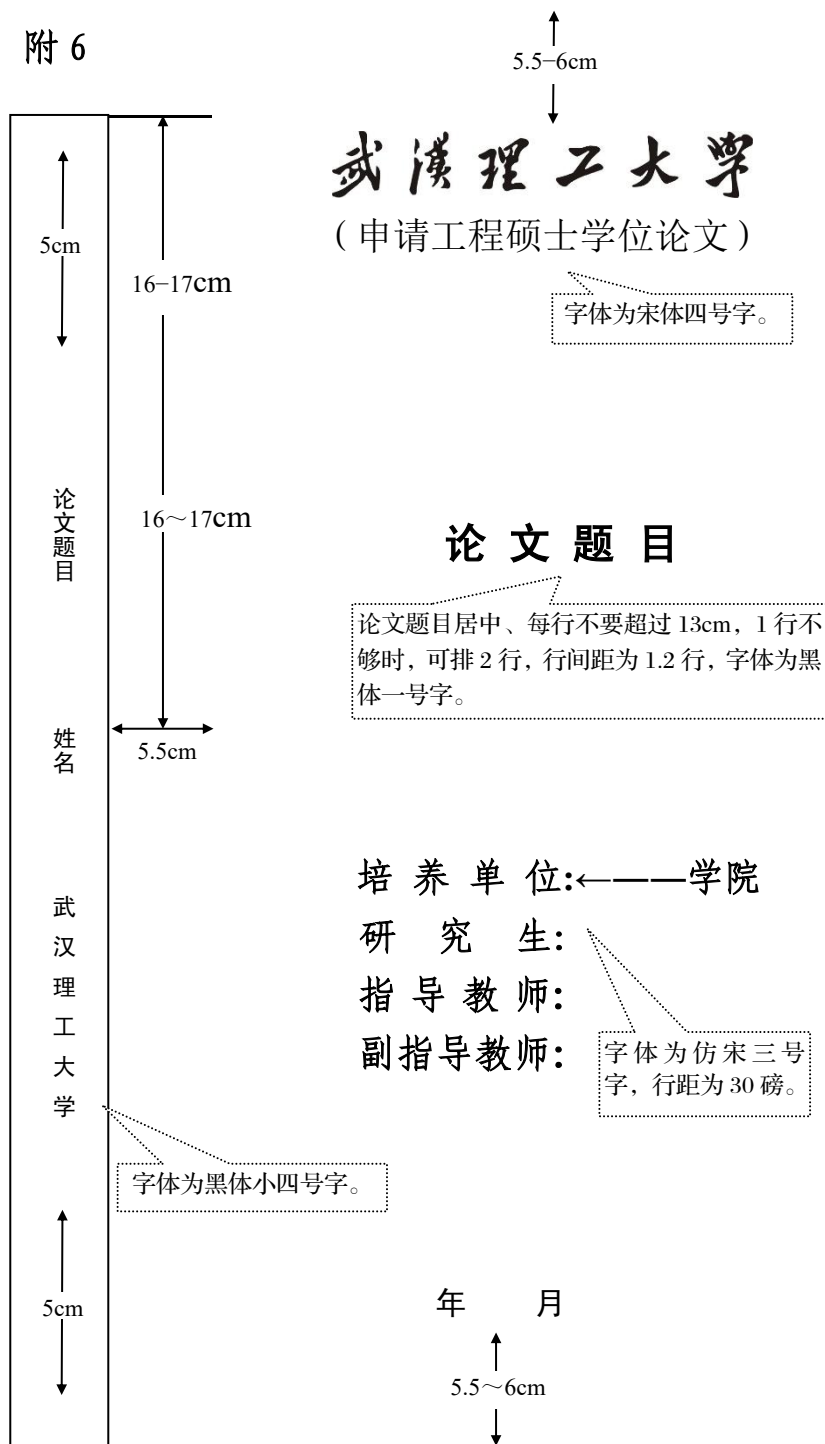 附 6
5.5-6cm
武漢理工大學
（申请工程硕士学位论文）
5cm
16-17cm
字体为宋体四号字。
论文题目
16～17cm
论 文 题 目
论文题目居中、每行不要超过 13cm，1 行不
够时，可排 2 行，行间距为 1.2 行，字体为黑
体一号字。
姓名
5.5cm
培 养 单 位:←——学院
研 究 生:
指 导 教 师:
副指导教师:
字体为仿宋三号
字，行距为 30 磅。
武汉理工大学
字体为黑体小四号字。
5cm
年 月
5.5～6cm